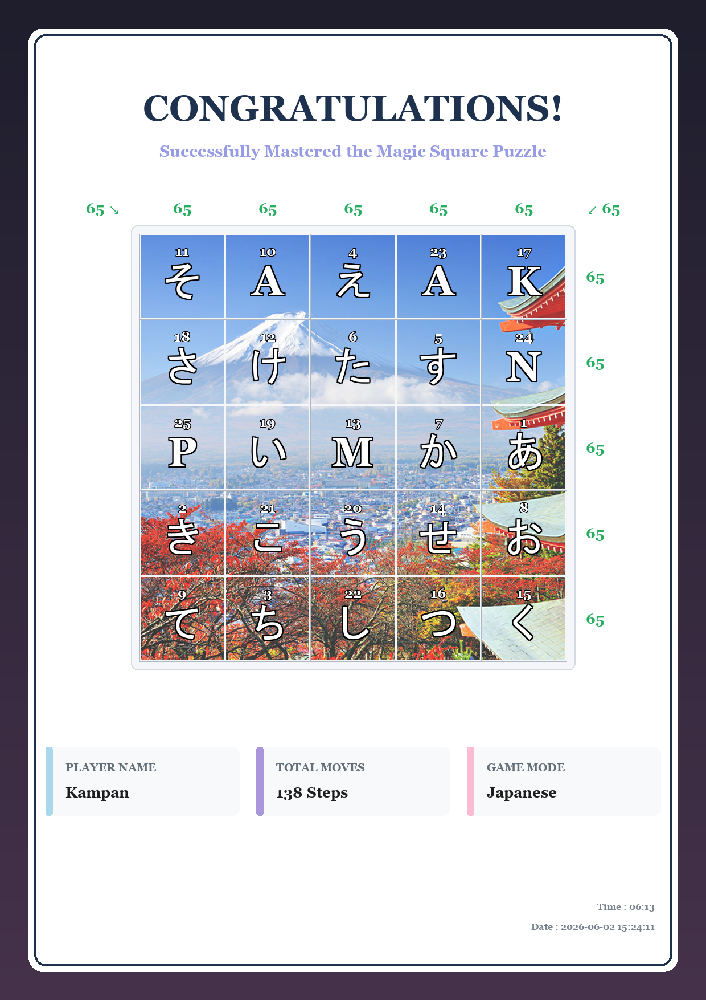 CONGRATULATIONS!
Successfully Mastered the Magic Square Puzzle
65 ↘ 65 65 65 65 65 ↙ 65
11 10 4 23 17
そ A え A K
65
18 12 6 5 24
さ け た す N
65
25 19 13 7 1
P い M か あ
65
2 21 20 14 8
き こ う せ お
65
9 3 22 16 15
て ち し つ く
65
PLAYER NAME
Kampan
TOTAL MOVES
138 Steps
GAME MODE
Japanese
Time : 06:13
Date : 2026-06-02 15:24:11